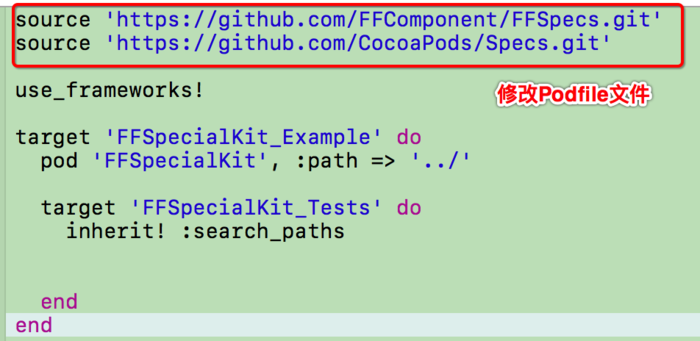 source 'https://github.com/FFComponent/FFSpecs.git'
source 'https://github.com/CocoaPods/Specs.git'
use_frameworks!
修改Podfile文件
target 'FFSpecialKit_Example' do
  pod 'FFSpecialKit', :path => '../'
  target 'FFSpecialKit_Tests' do
    inherit! :search_paths
  end
end